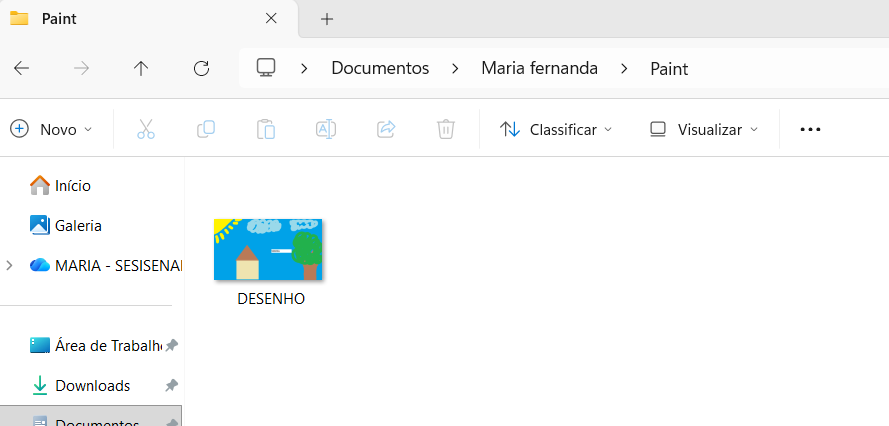 Paint
Documentos
Maria fernanda
Paint
Novo
Classificar
Visualizar
Início
Galeria
MARIA - SESISENAI
DESENHO
Área de Trabalho
Downloads
Documentos